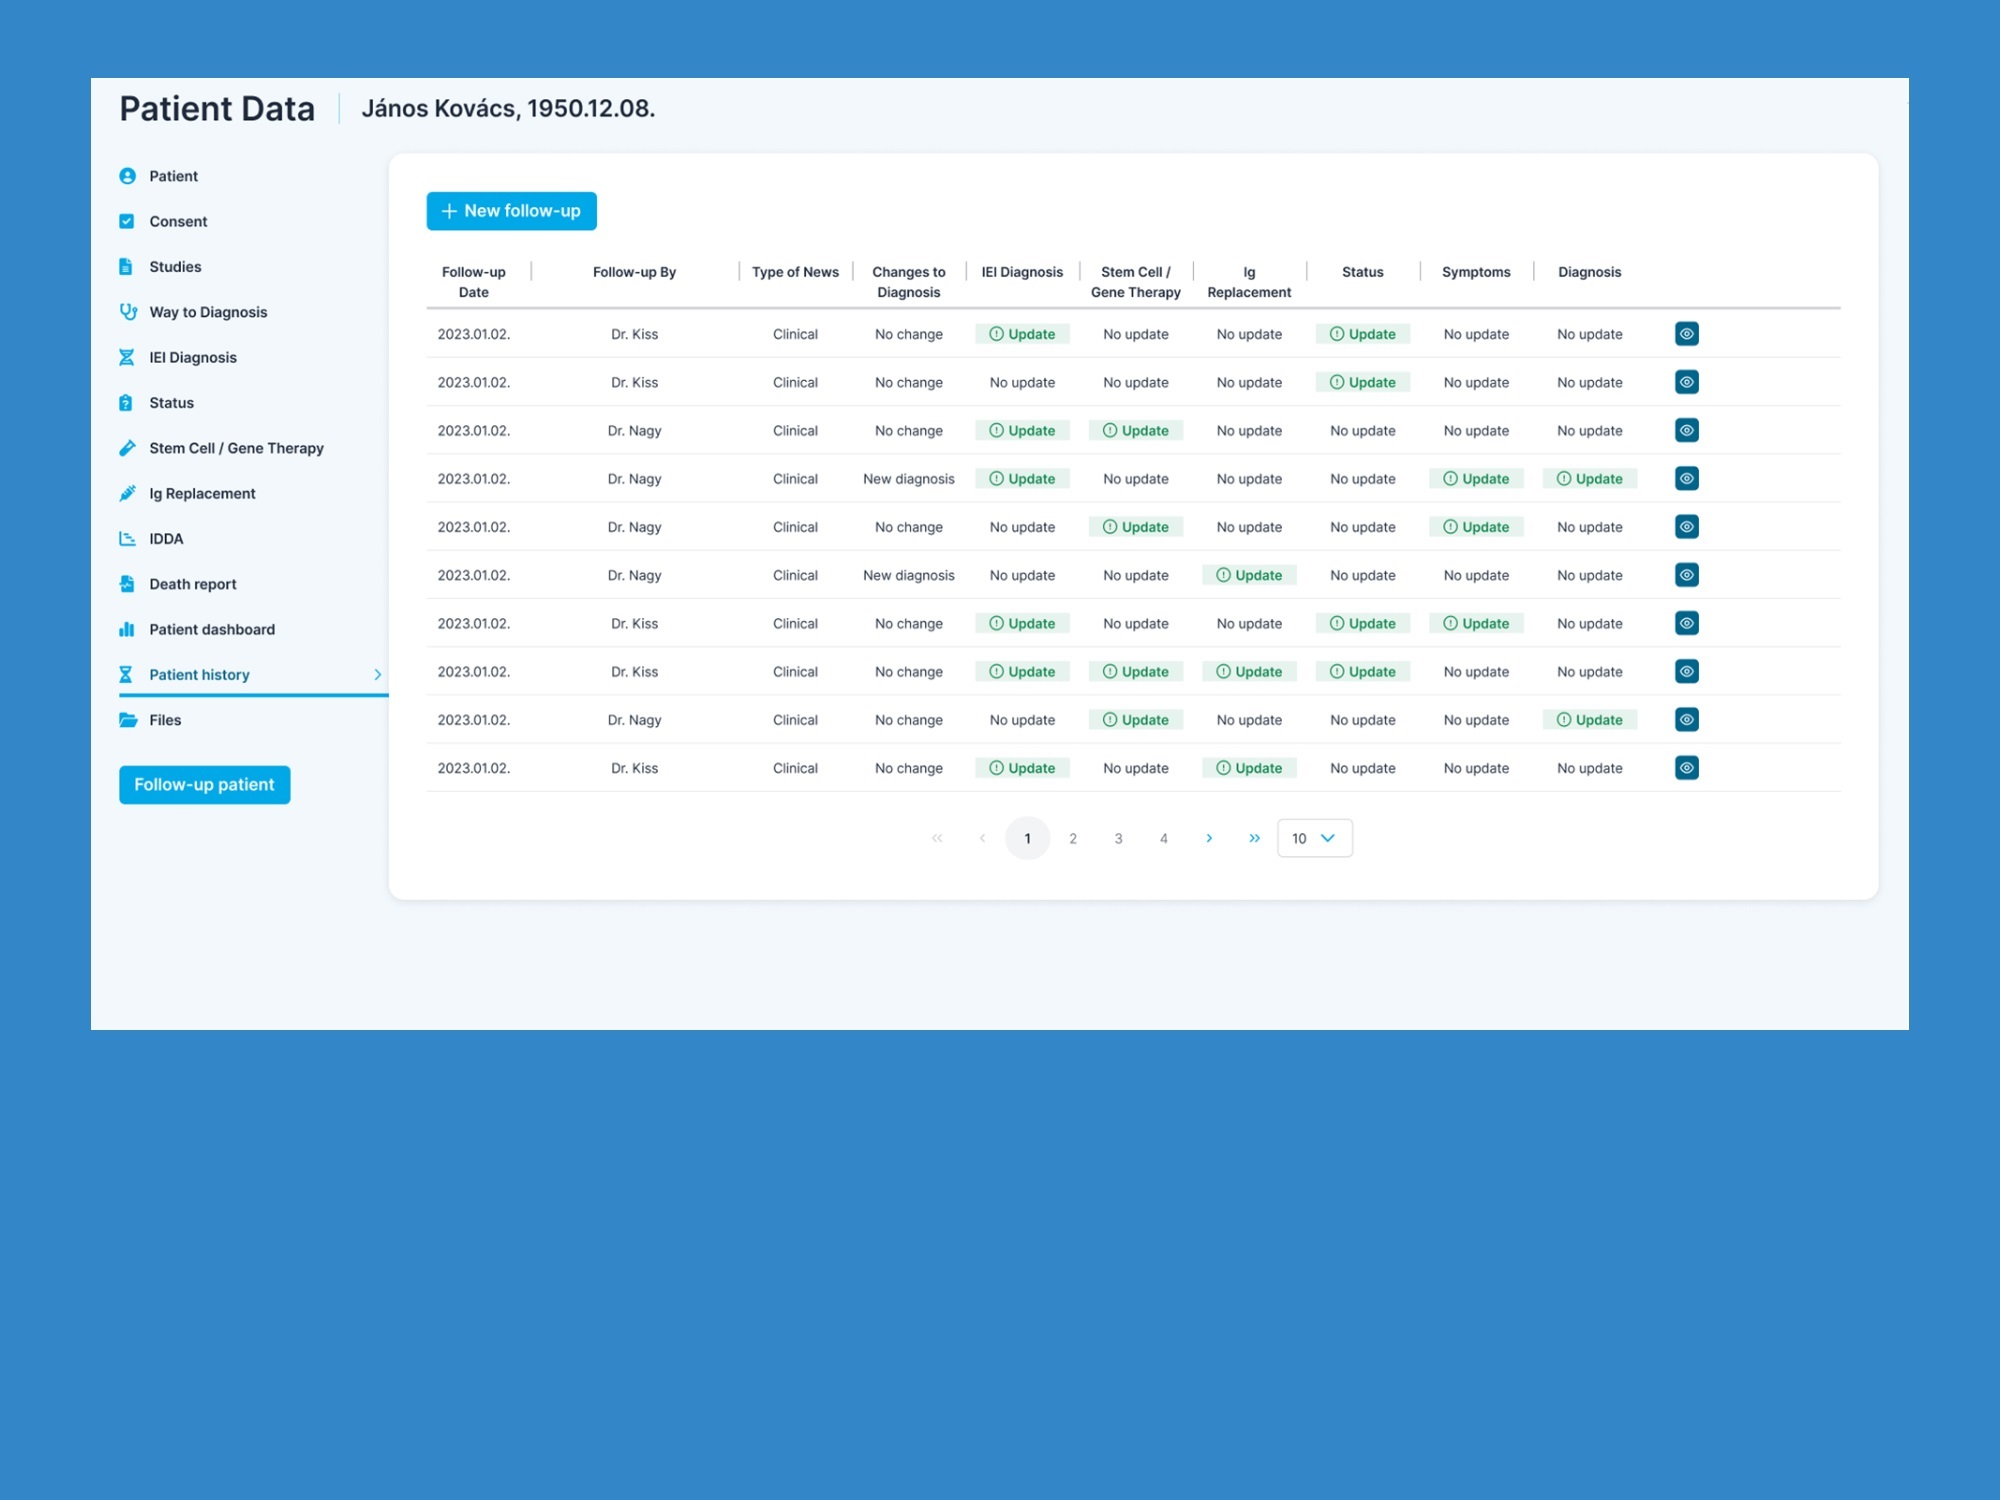 Patient Data
János Kovács, 1950.12.08.
Patient
Consent
Studies
Way to Diagnosis
IEI Diagnosis
Status
Stem Cell / Gene Therapy
Ig Replacement
IDDA
Death report
Patient dashboard
Patient history
Files
Follow-up patient
New follow-up
Follow-up Date Follow-up By Type of News Changes to Diagnosis IEI Diagnosis Stem Cell / Gene Therapy Ig Replacement Status Symptoms Diagnosis
2023.01.02. Dr. Kiss Clinical No change Update No update No update Update No update No update
2023.01.02. Dr. Kiss Clinical No change No update No update No update Update No update No update
2023.01.02. Dr. Nagy Clinical No change Update Update No update No update No update No update
2023.01.02. Dr. Nagy Clinical New diagnosis Update No update No update No update Update Update
2023.01.02. Dr. Nagy Clinical No change No update Update No update No update Update No update
2023.01.02. Dr. Nagy Clinical New diagnosis No update No update Update No update No update No update
2023.01.02. Dr. Kiss Clinical No change Update No update No update Update Update No update
2023.01.02. Dr. Kiss Clinical No change Update Update Update Update No update No update
2023.01.02. Dr. Nagy Clinical No change No update Update No update No update No update Update
2023.01.02. Dr. Kiss Clinical No change Update No update Update No update No update No update
1 2 3 4 10